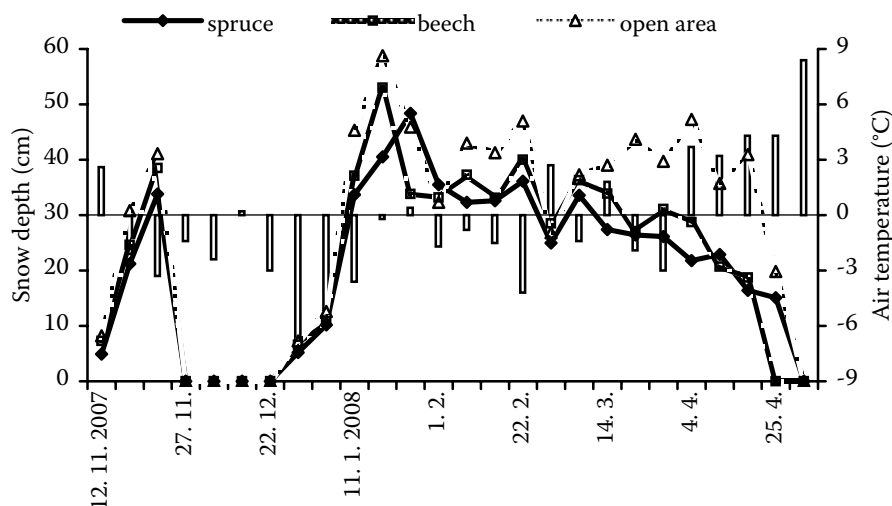 spruce beech open area
60 9
50 6
40 3
30 0
20 -3
10 -6
0 -9
Snow depth (cm)
Air temperature (°C)
12. 11. 2007
27. 11.
22. 12.
11. 1. 2008
1. 2.
22. 2.
14. 3.
4. 4.
25. 4.